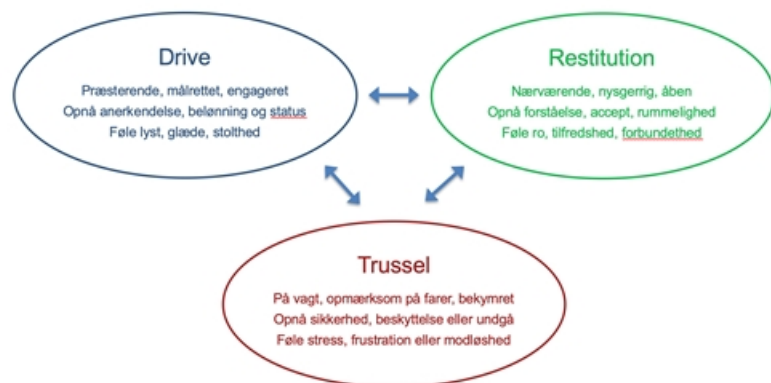 Drive
Præsterende, målrettet, engageret
Opnå anerkendelse, belønning og status
Føle lyst, glæde, stolthed
Restitution
Nærværende, nysgerrig, åben
Opnå forståelse, accept, rummelighed
Føle ro, tilfredshed, forbundethed
Trussel
På vagt, opmærksom på farer, bekymret
Opnå sikkerhed, beskyttelse eller undgå
Føle stress, frustration eller modløshed